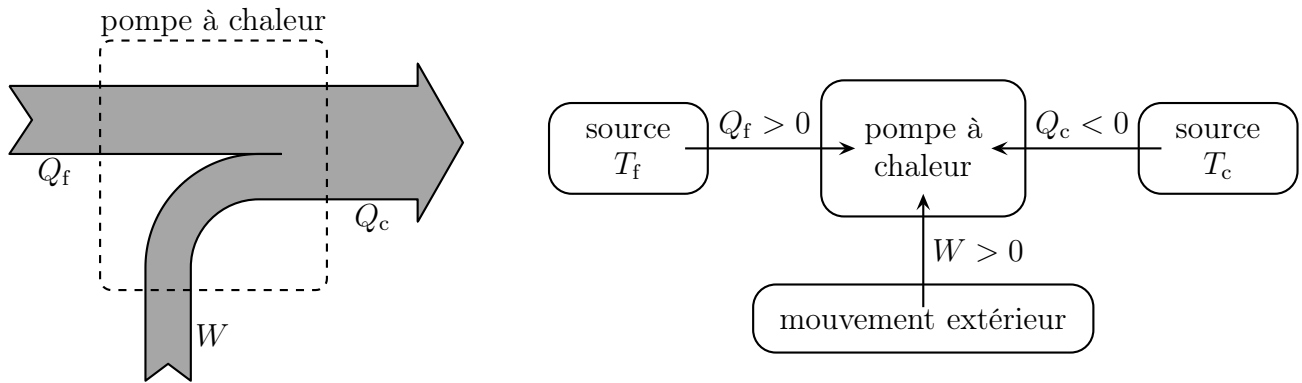 pompe à chaleur
Q_f
Q_c
W
source
T_f
Q_f > 0
pompe à
chaleur
Q_c < 0
source
T_c
W > 0
mouvement extérieur